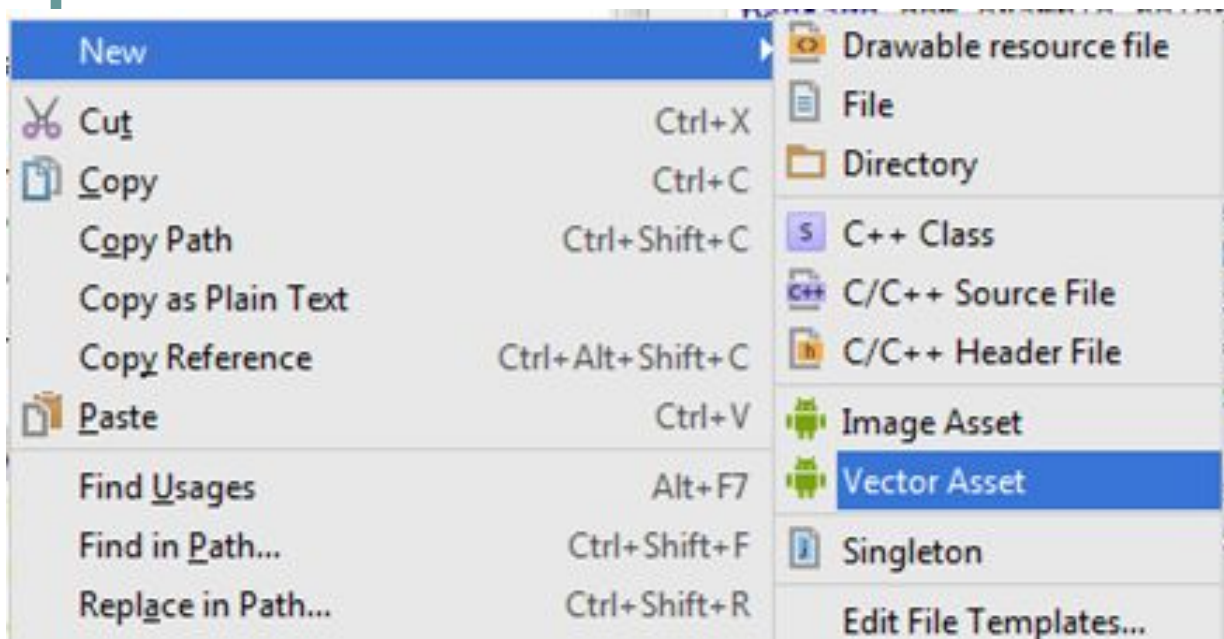 New
Cut Ctrl+X
Copy Ctrl+C
Copy Path Ctrl+Shift+C
Copy as Plain Text
Copy Reference Ctrl+Alt+Shift+C
Paste Ctrl+V
Find Usages Alt+F7
Find in Path... Ctrl+Shift+F
Replace in Path... Ctrl+Shift+R
Drawable resource file
File
Directory
S C++ Class
C++ C/C++ Source File
h C/C++ Header File
Image Asset
Vector Asset
J Singleton
Edit File Templates...